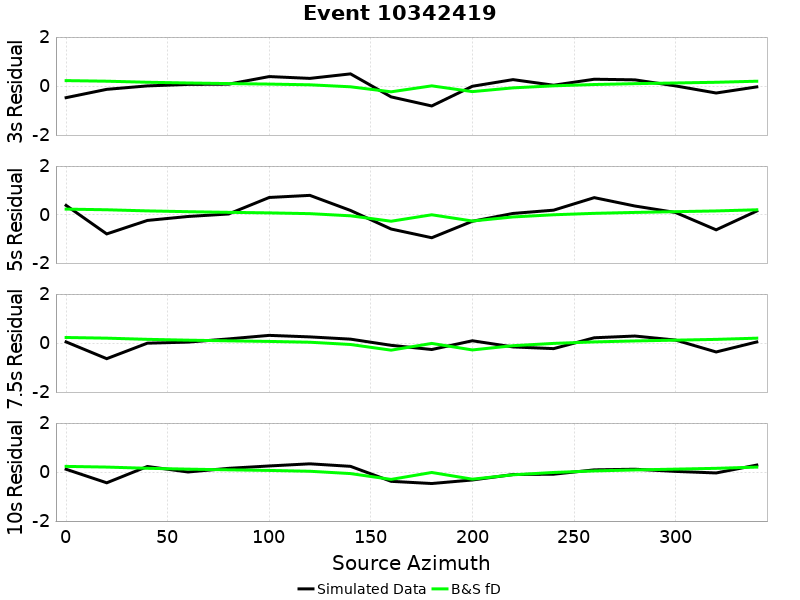 Event 10342419
3s Residual
2
0
-2
5s Residual
2
0
-2
7.5s Residual
2
0
-2
10s Residual
2
0
-2
0 50 100 150 200 250 300
Source Azimuth
Simulated Data B&S fD